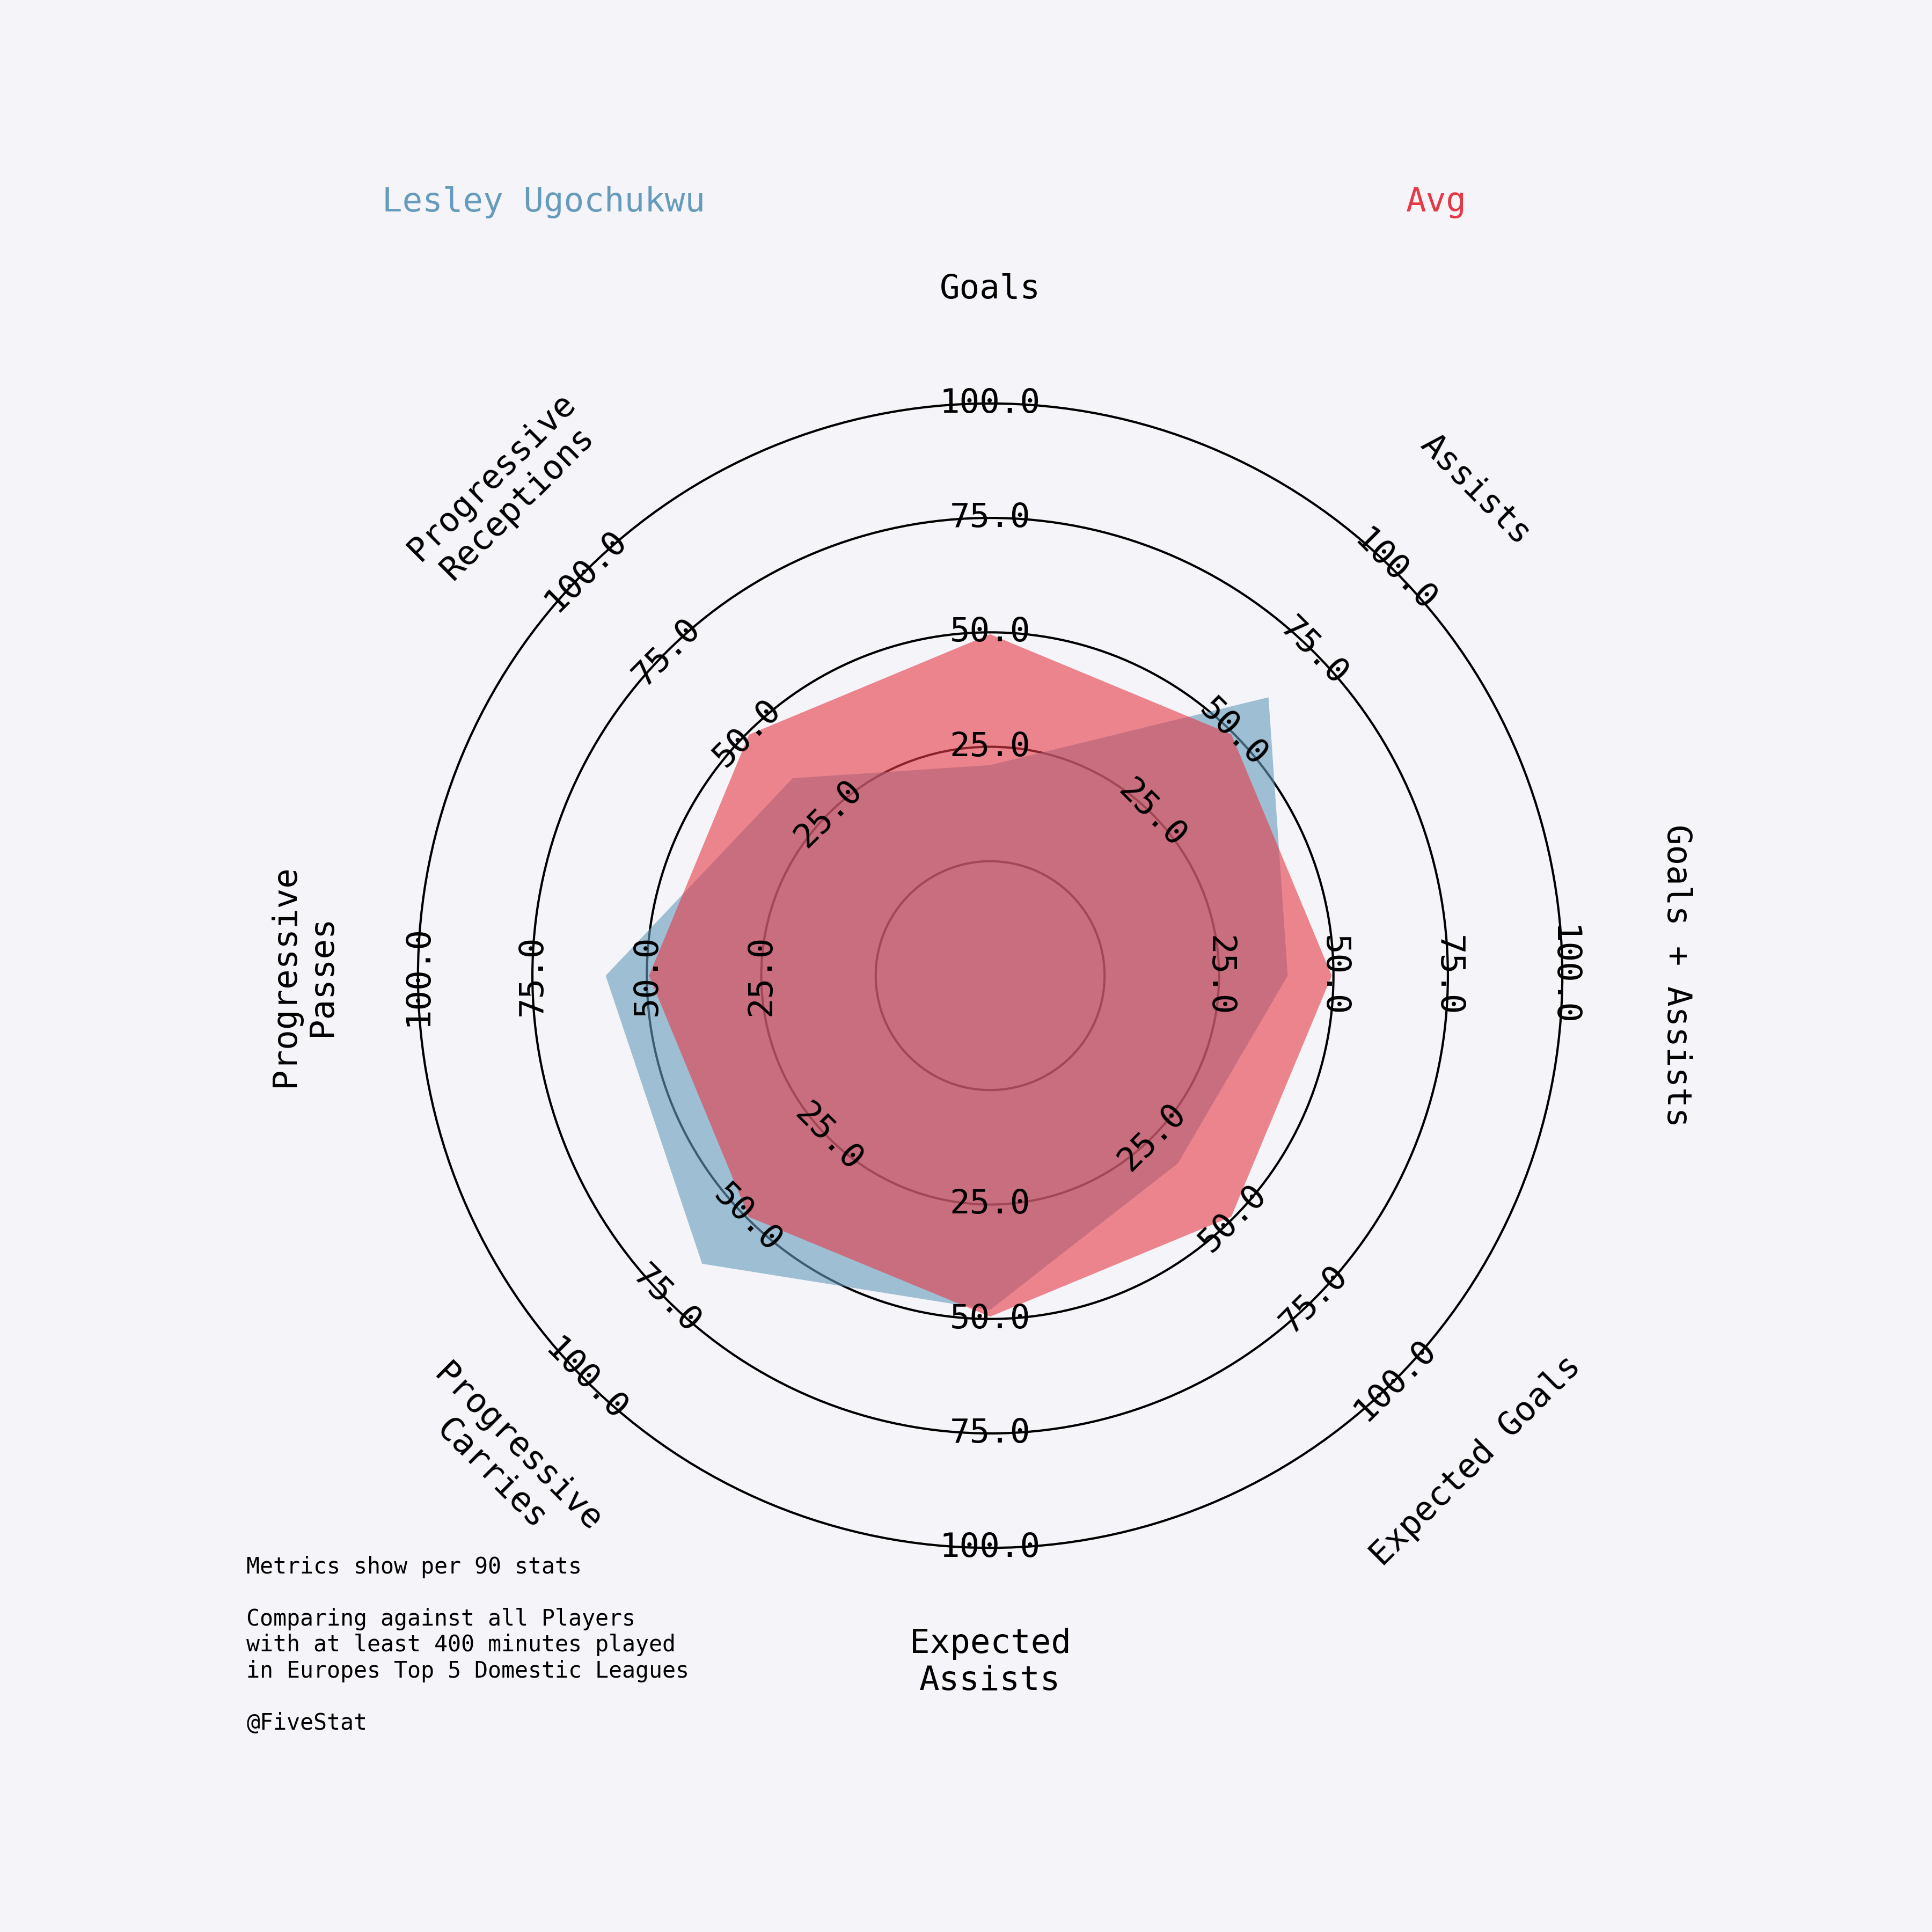 Lesley Ugochukwu
Avg
Goals
Assists
Goals + Assists
Expected Goals
Expected
Assists
Progressive
Carries
Progressive
Passes
Progressive
Receptions
25.0
50.0
75.0
100.0
25.0
50.0
75.0
100.0
25.0
50.0
75.0
100.0
25.0
50.0
75.0
100.0
25.0
50.0
75.0
100.0
25.0
50.0
75.0
100.0
25.0
50.0
75.0
100.0
25.0
50.0
75.0
100.0
Metrics show per 90 stats
Comparing against all Players
with at least 400 minutes played
in Europes Top 5 Domestic Leagues
@FiveStat